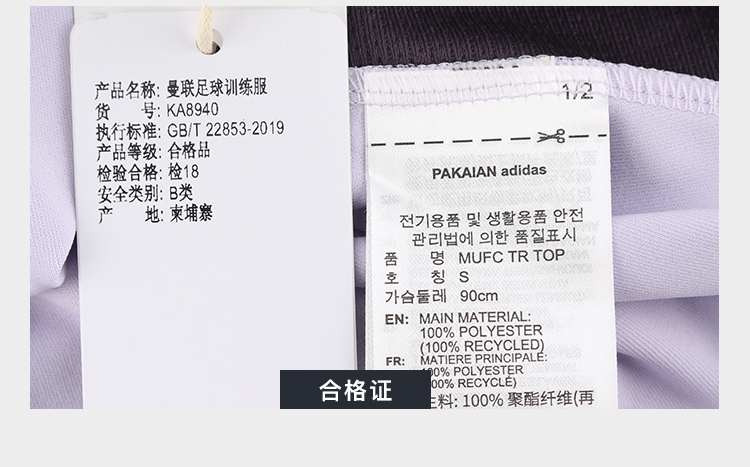 产品名称: 曼联足球训练服
货 号: KA8940
执行标准: GB/T 22853-2019
产品等级: 合格品
检验合格: 检18
安全类别: B类
产 地: 柬埔寨
1/2
PAKAIAN adidas
전기용품 및 생활용품 안전
관리법에 의한 품질표시
품 명 MUFC TR TOP
호 칭 S
가슴둘레 90cm
EN: MAIN MATERIAL:
100% POLYESTER
(100% RECYCLED)
FR: MATIERE PRINCIPALE:
100% POLYESTER
100% RECYCLÉ)
主料: 100% 聚酯纤维(再
合格证